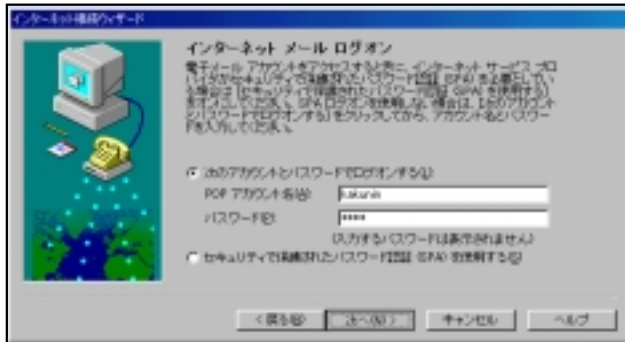 インターネット接続ウィザード
インターネット メール ログオン
電子メール アカウントをアクセスするときに、インターネット サービス プロ
バイダがセキュリティで保護されたパスワード認証 (SPA) を必要としてい
る場合は [セキュリティで保護されたパスワード認証 (SPA) を使用する]
をオンにしてください。SPA ログオンを使用しない場合は、[次のアカウント
とパスワードでログオンする] をクリックしてから、アカウント名とパスワー
ドを入力してください。
次のアカウントとパスワードでログオンする(L)
POP アカウント名(A):
hakunin
パスワード(P):
****
(入力するパスワードは表示されません)
セキュリティで保護されたパスワード認証 (SPA) を使用する(S)
< 戻る(B)
次へ(N) >
キャンセル
ヘルプ